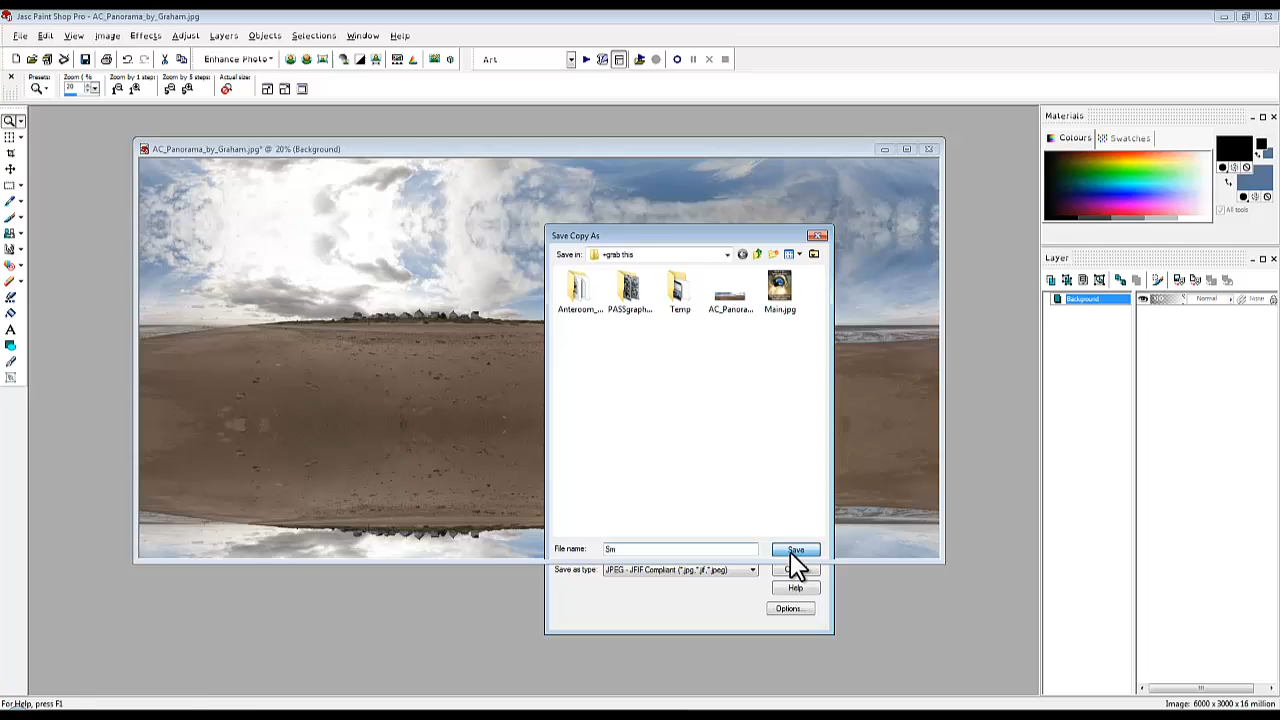 Jasc Paint Shop Pro - AC_Panorama_by_Graham.jpg
File Edit View Image Effects Adjust Layers Objects Selections Window Help
Enhance Photo
Art
Presets: Zoom ( % Zoom by 1 step: Zoom by 5 steps: Actual size:
20
Materials
Colours Swatches
All tools
AC_Panorama_by_Graham.jpg* @ 20% (Background)
Save Copy As
Save in: +grab this
Anteroom_... PASSgraph... Temp AC_Panora... Main.jpg
File name: Sm Save
Save as type: JPEG - JFIF Compliant (*.jpg,*.jif,*.jpeg)
Help
Options...
Layer
Background Normal None
For Help, press F1
Image: 6000 x 3000 x 16 million